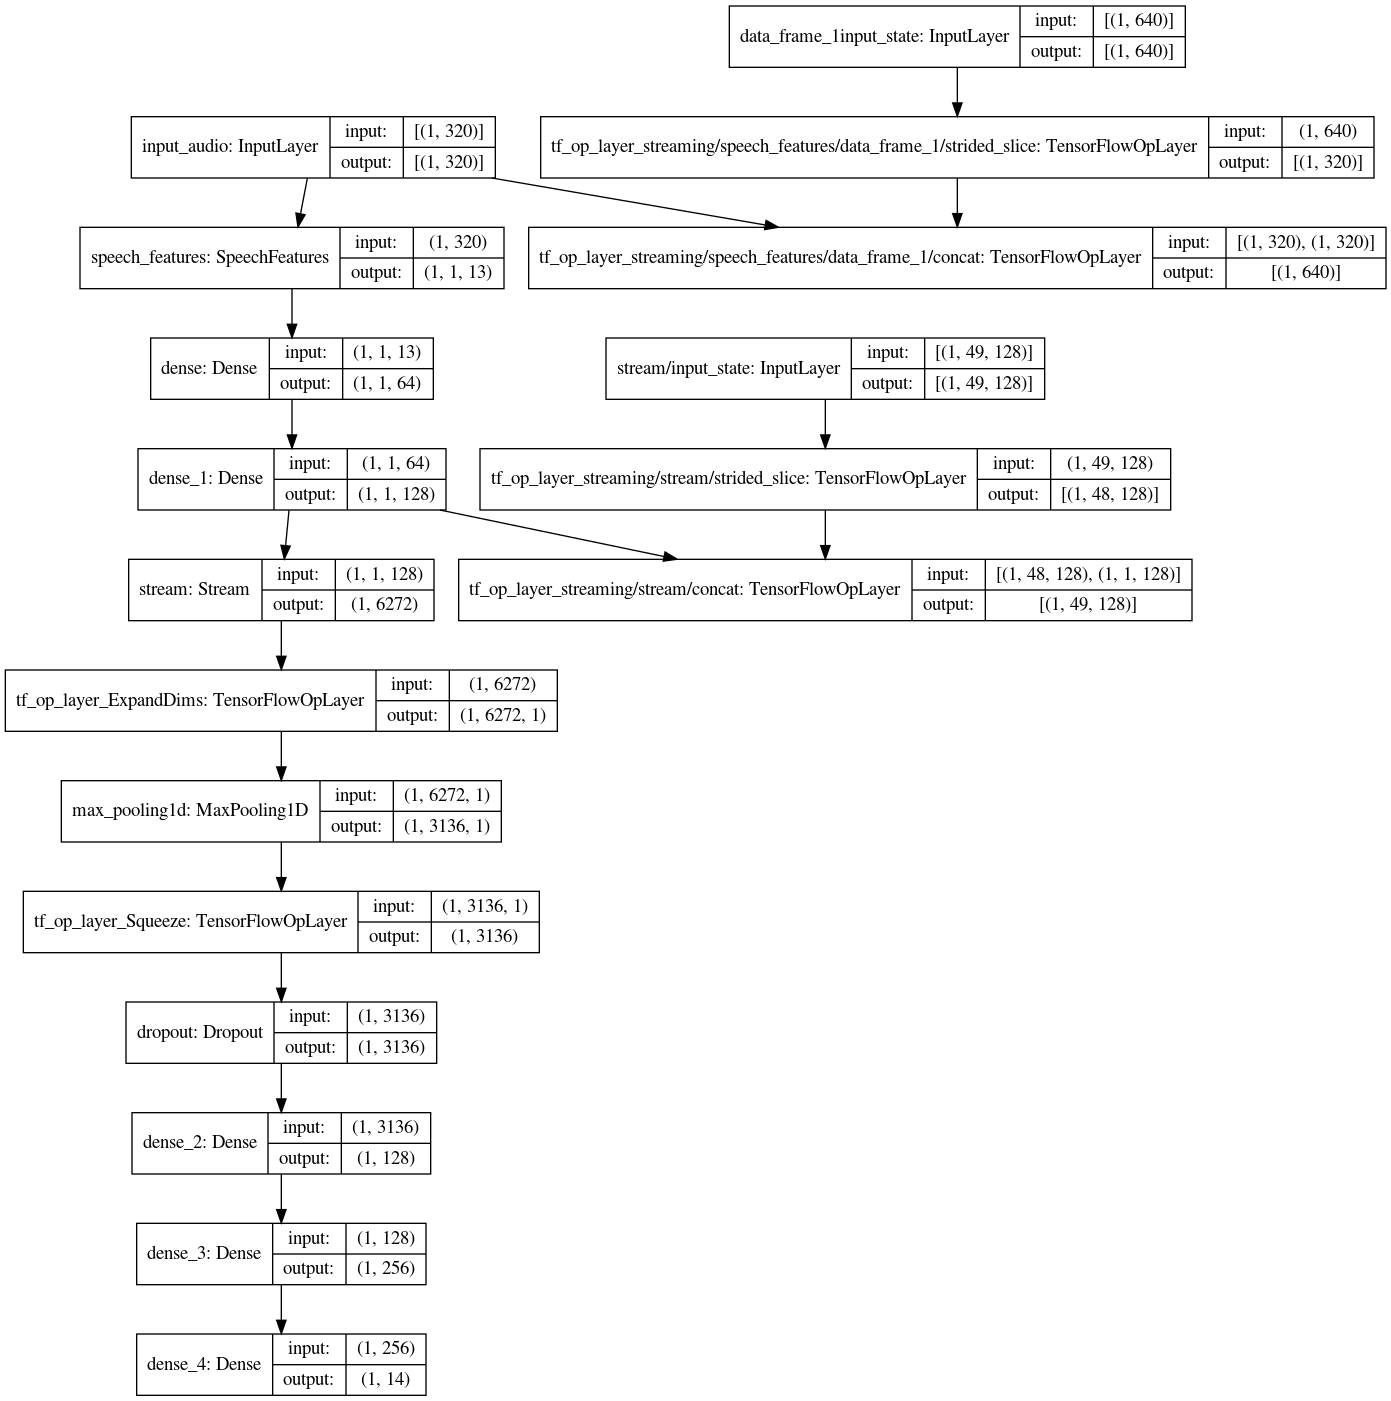 data_frame_1input_state: InputLayer
input: [(1, 640)]
output: [(1, 640)]
input_audio: InputLayer
input: [(1, 320)]
output: [(1, 320)]
tf_op_layer_streaming/speech_features/data_frame_1/strided_slice: TensorFlowOpLayer
input: (1, 640)
output: [(1, 320)]
speech_features: SpeechFeatures
input: (1, 320)
output: (1, 1, 13)
tf_op_layer_streaming/speech_features/data_frame_1/concat: TensorFlowOpLayer
input: [(1, 320), (1, 320)]
output: [(1, 640)]
dense: Dense
input: (1, 1, 13)
output: (1, 1, 64)
stream/input_state: InputLayer
input: [(1, 49, 128)]
output: [(1, 49, 128)]
dense_1: Dense
input: (1, 1, 64)
output: (1, 1, 128)
tf_op_layer_streaming/stream/strided_slice: TensorFlowOpLayer
input: (1, 49, 128)
output: [(1, 48, 128)]
stream: Stream
input: (1, 1, 128)
output: (1, 6272)
tf_op_layer_streaming/stream/concat: TensorFlowOpLayer
input: [(1, 48, 128), (1, 1, 128)]
output: [(1, 49, 128)]
tf_op_layer_ExpandDims: TensorFlowOpLayer
input: (1, 6272)
output: (1, 6272, 1)
max_pooling1d: MaxPooling1D
input: (1, 6272, 1)
output: (1, 3136, 1)
tf_op_layer_Squeeze: TensorFlowOpLayer
input: (1, 3136, 1)
output: (1, 3136)
dropout: Dropout
input: (1, 3136)
output: (1, 3136)
dense_2: Dense
input: (1, 3136)
output: (1, 128)
dense_3: Dense
input: (1, 128)
output: (1, 256)
dense_4: Dense
input: (1, 256)
output: (1, 14)